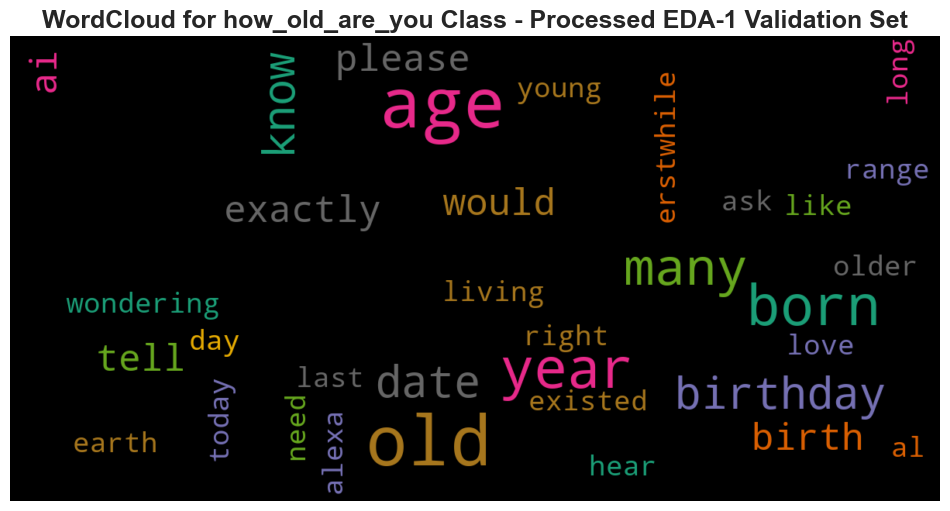 WordCloud for how_old_are_you Class - Processed EDA-1 Validation Set
ai
know
please
age
young
erstwhile
long
range
exactly
would
ask
like
many
older
wondering
living
born
day
right
love
tell
last
date
year
existed
birthday
today
need
alexa
old
earth
hear
birth
al